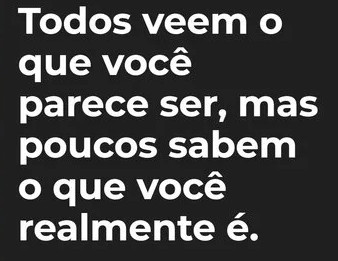 Todos veem o
que você
parece ser, mas
poucos sabem
o que você
realmente é.